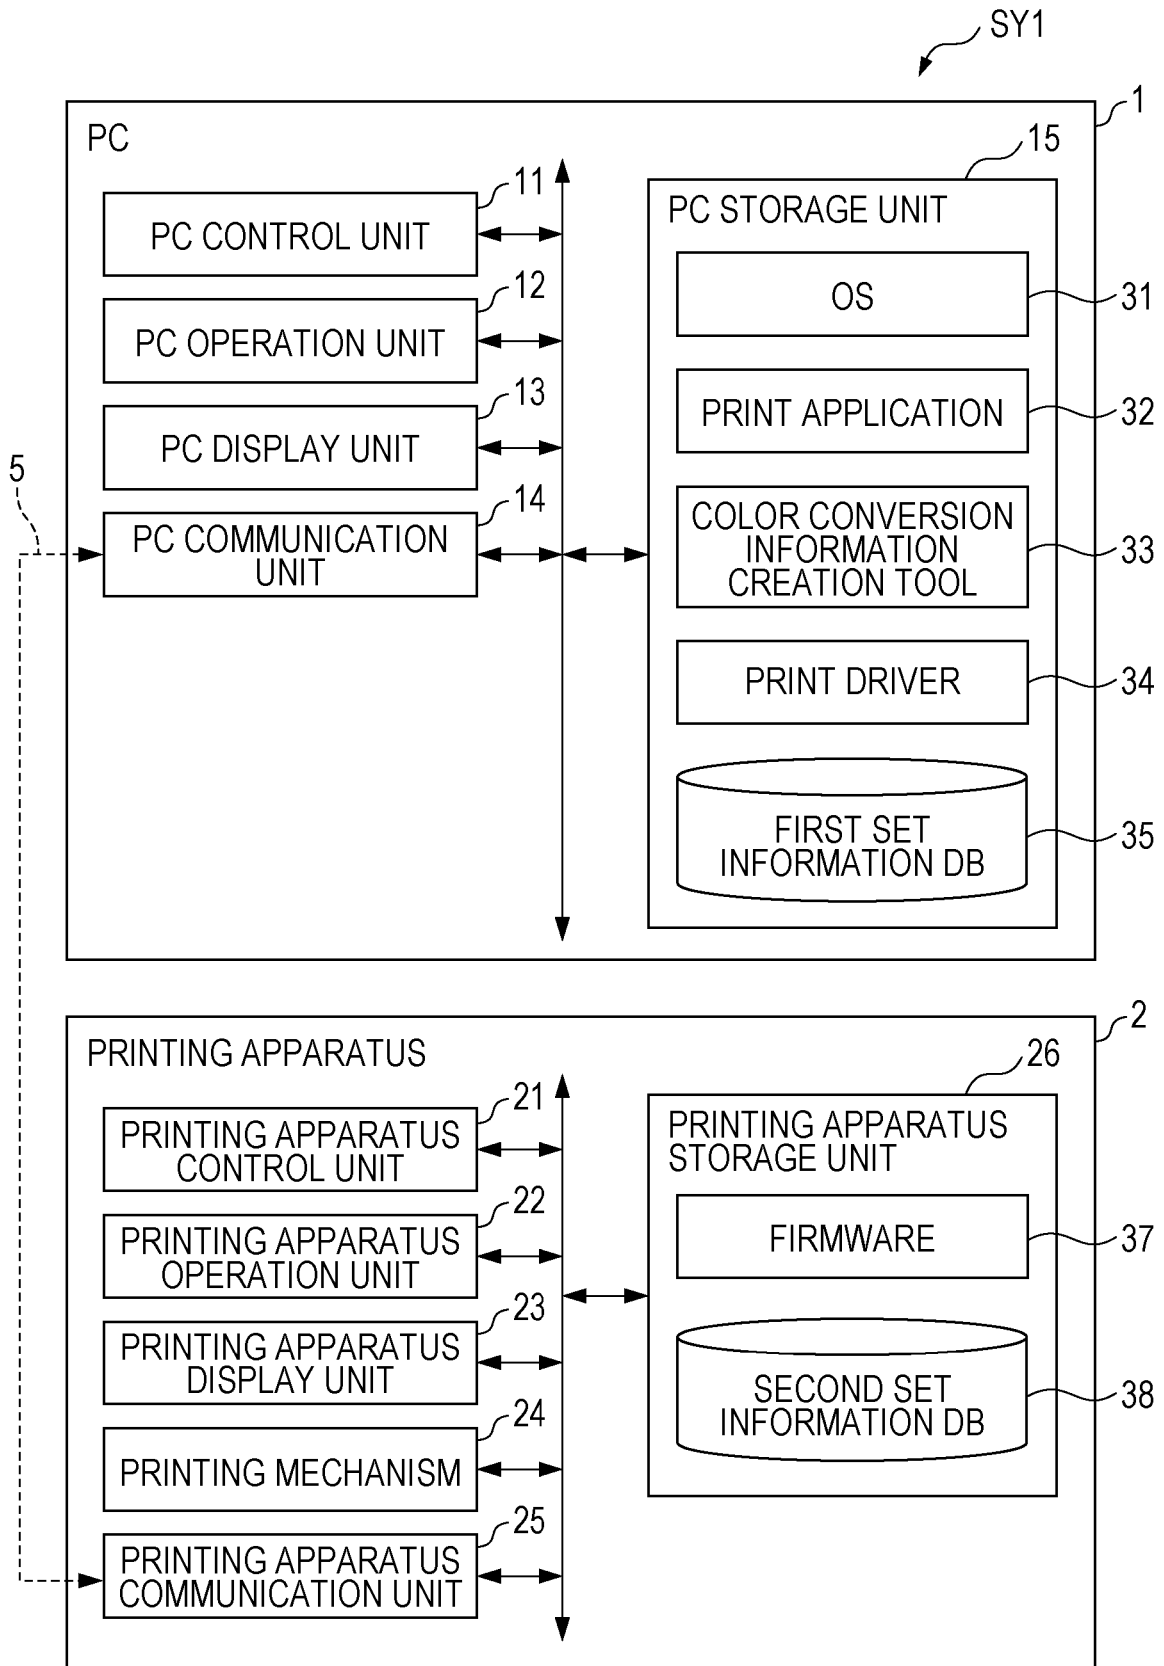 SY1
1
PC
11
PC CONTROL UNIT
12
PC OPERATION UNIT
13
PC DISPLAY UNIT
5
14
PC COMMUNICATION
UNIT
15
PC STORAGE UNIT
OS
31
PRINT APPLICATION
32
COLOR CONVERSION
INFORMATION
CREATION TOOL
33
PRINT DRIVER
34
FIRST SET
INFORMATION DB
35
2
PRINTING APPARATUS
21
PRINTING APPARATUS
CONTROL UNIT
22
PRINTING APPARATUS
OPERATION UNIT
23
PRINTING APPARATUS
DISPLAY UNIT
24
PRINTING MECHANISM
25
PRINTING APPARATUS
COMMUNICATION UNIT
26
PRINTING APPARATUS
STORAGE UNIT
FIRMWARE
37
SECOND SET
INFORMATION DB
38